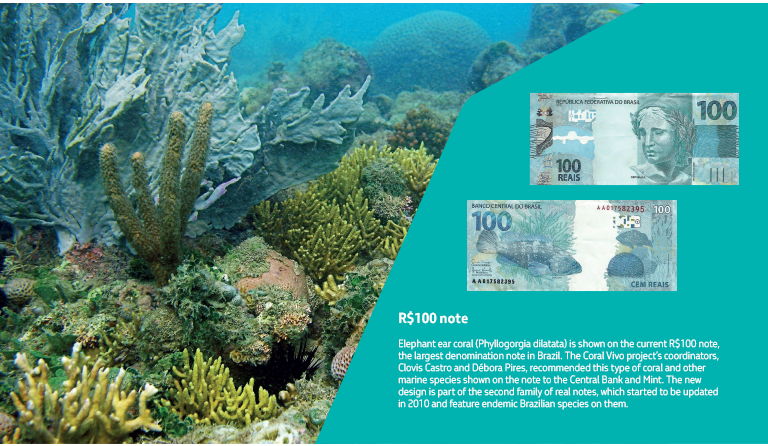 REPÚBLICA FEDERATIVA DO BRASIL
100
100
REAIS
BANCO CENTRAL DO BRASIL
AA017582395
100
100
AA017582395
CEM REAIS
R$100 note
Elephant ear coral (Phyllogorgia dilatata) is shown on the current R$100 note,
the largest denomination note in Brazil. The Coral Vivo project's coordinators,
Clovis Castro and Débora Pires, recommended this type of coral and other
marine species shown on the note to the Central Bank and Mint. The new
design is part of the second family of real notes, which started to be updated
in 2010 and feature endemic Brazilian species on them.